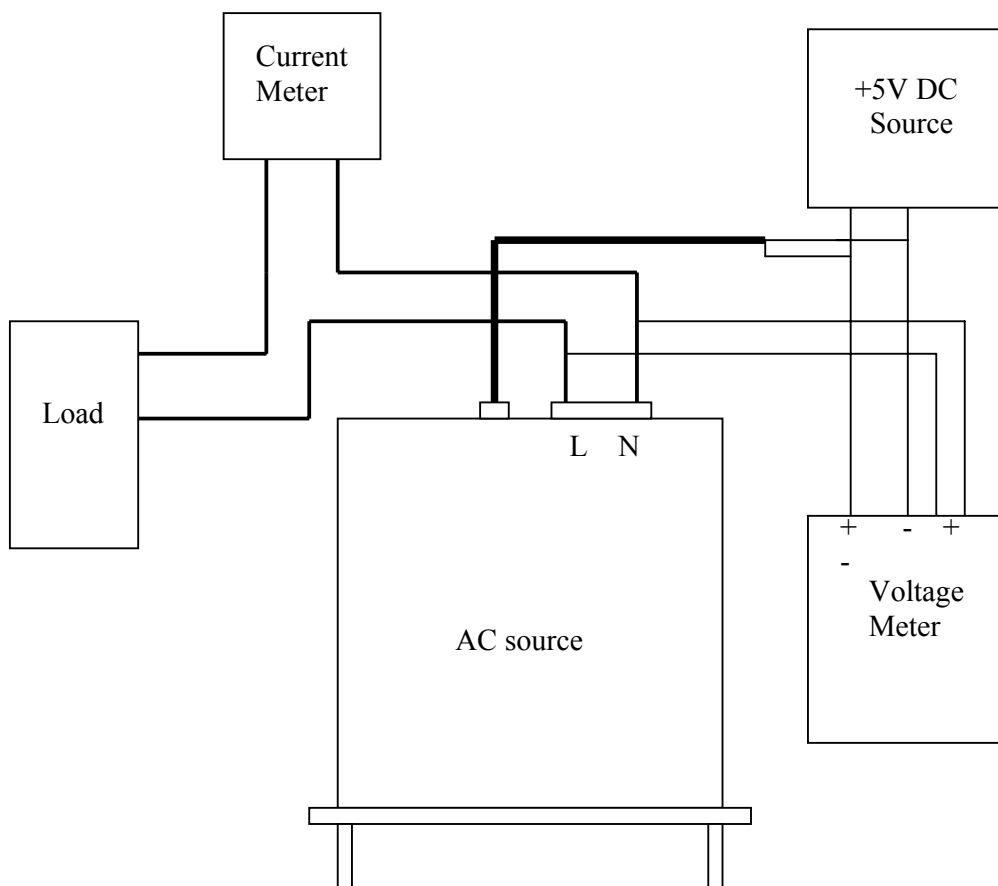 Current
Meter
+5V DC
Source
Load
L N
+ - +
-
Voltage
Meter
AC source